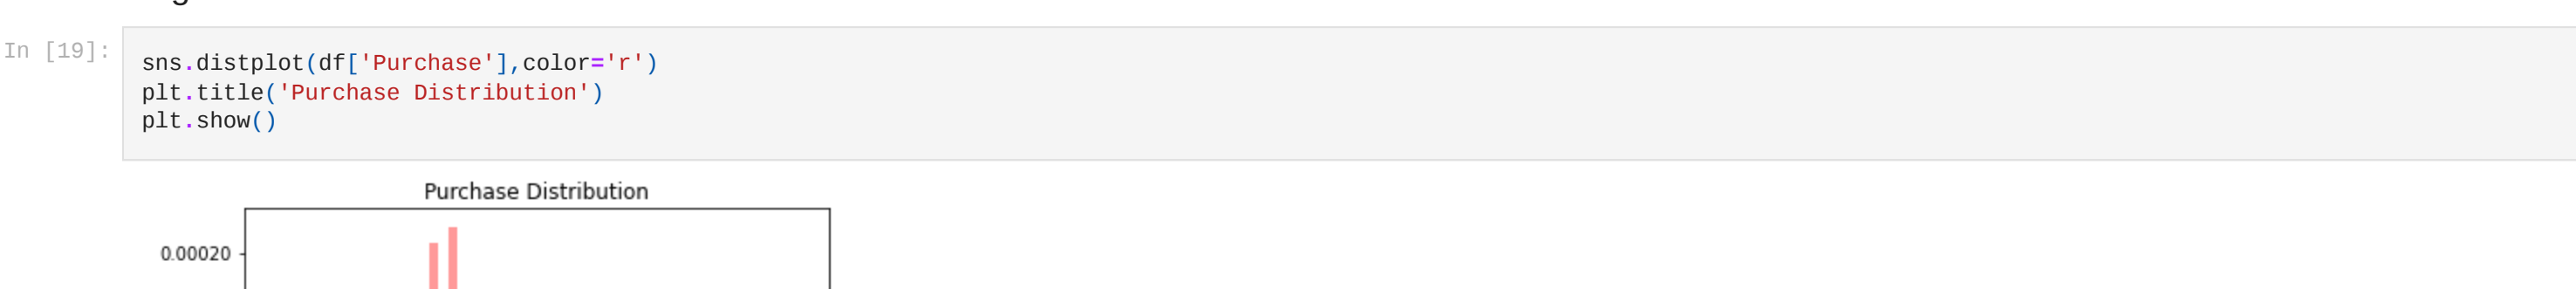 In [19]:
sns.distplot(df['Purchase'],color='r')
plt.title('Purchase Distribution')
plt.show()
Purchase Distribution
0.00020